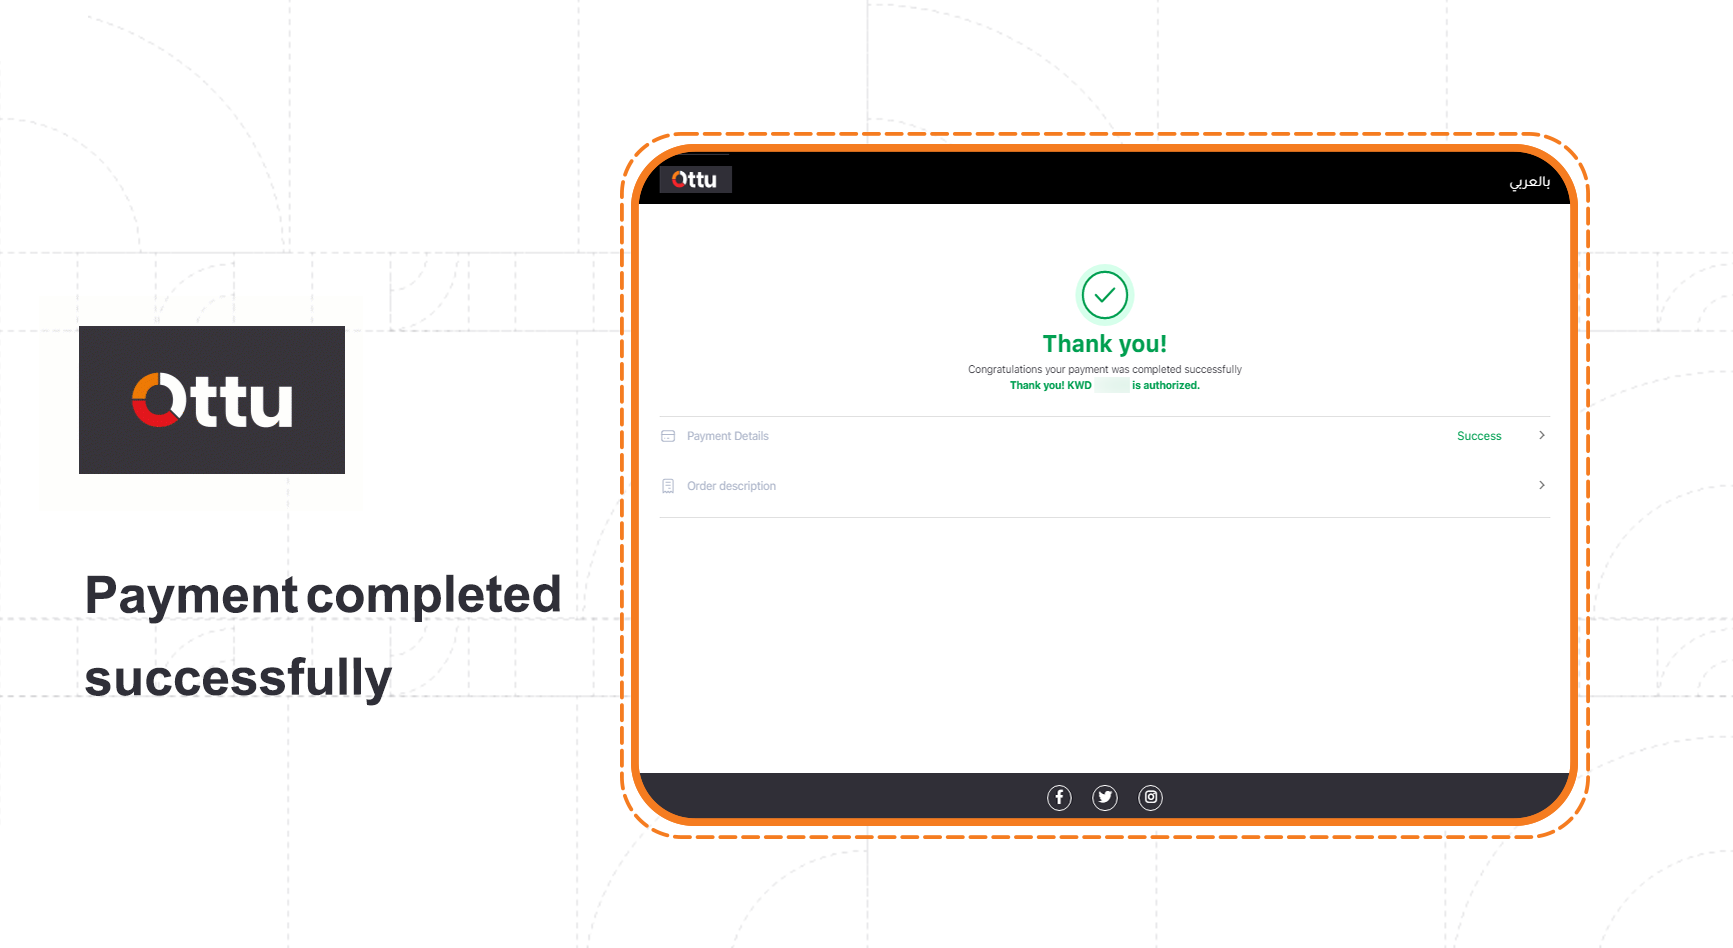 Ottu
Payment completed
successfully
Ottu
بالعربي
Thank you!
Congratulations your payment was completed successfully
Thank you! KWD is authorized.
Payment Details
Success
Order description